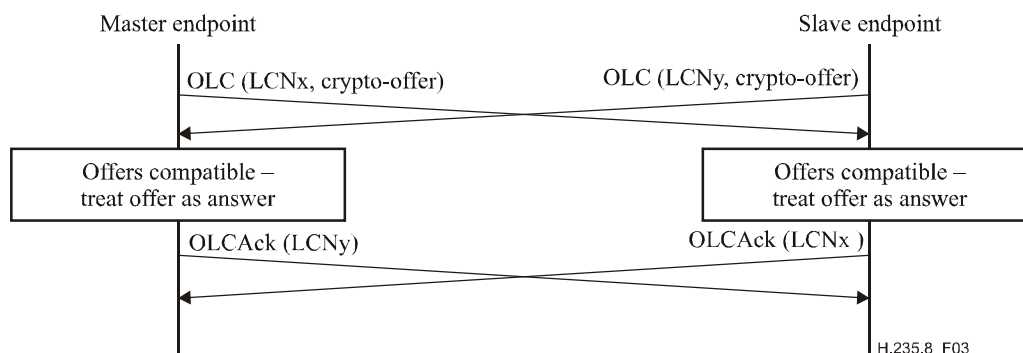 Master endpoint
Slave endpoint
OLC (LCNx, crypto-offer)
OLC (LCNy, crypto-offer)
Offers compatible –
treat offer as answer
Offers compatible –
treat offer as answer
OLCAck (LCNy)
OLCAck (LCNx )
H.235.8_F03